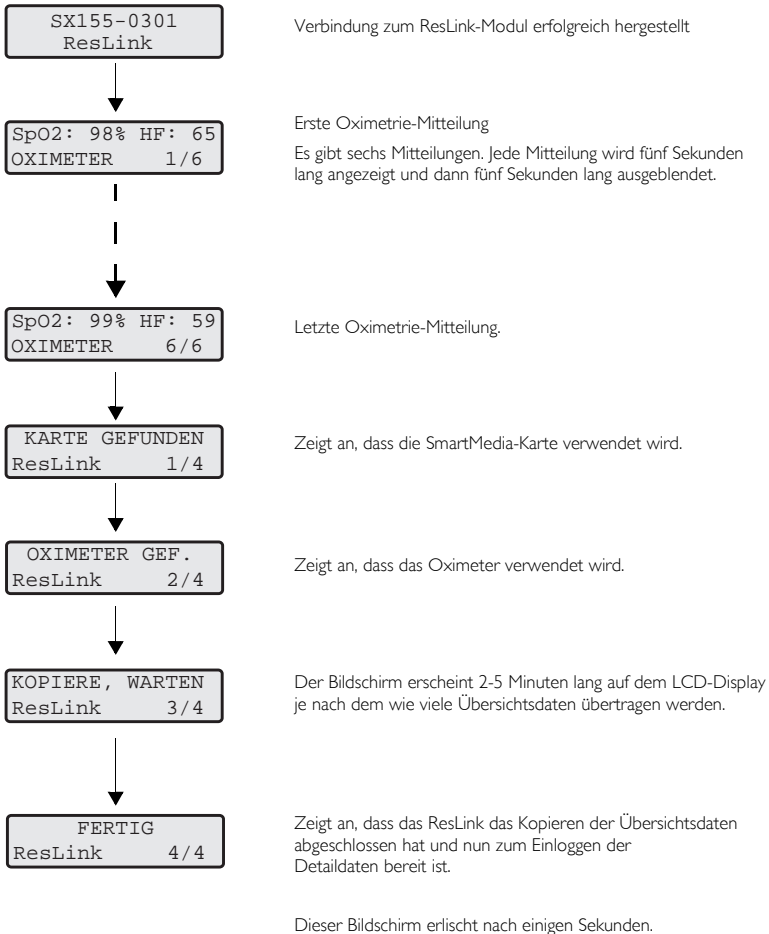 SX155-0301
ResLink
Verbindung zum ResLink-Modul erfolgreich hergestellt
SpO2: 98% HF: 65
OXIMETER 1/6
Erste Oximetrie-Mitteilung
Es gibt sechs Mitteilungen. Jede Mitteilung wird fünf Sekunden
lang angezeigt und dann fünf Sekunden lang ausgeblendet.
SpO2: 99% HF: 59
OXIMETER 6/6
Letzte Oximetrie-Mitteilung.
KARTE GEFUNDEN
ResLink 1/4
Zeigt an, dass die SmartMedia-Karte verwendet wird.
OXIMETER GEF.
ResLink 2/4
Zeigt an, dass das Oximeter verwendet wird.
KOPIERE, WARTEN
ResLink 3/4
Der Bildschirm erscheint 2-5 Minuten lang auf dem LCD-Display
je nach dem wie viele Übersichtsdaten übertragen werden.
FERTIG
ResLink 4/4
Zeigt an, dass das ResLink das Kopieren der Übersichtsdaten
abgeschlossen hat und nun zum Einloggen der
Detaildaten bereit ist.
Dieser Bildschirm erlischt nach einigen Sekunden.